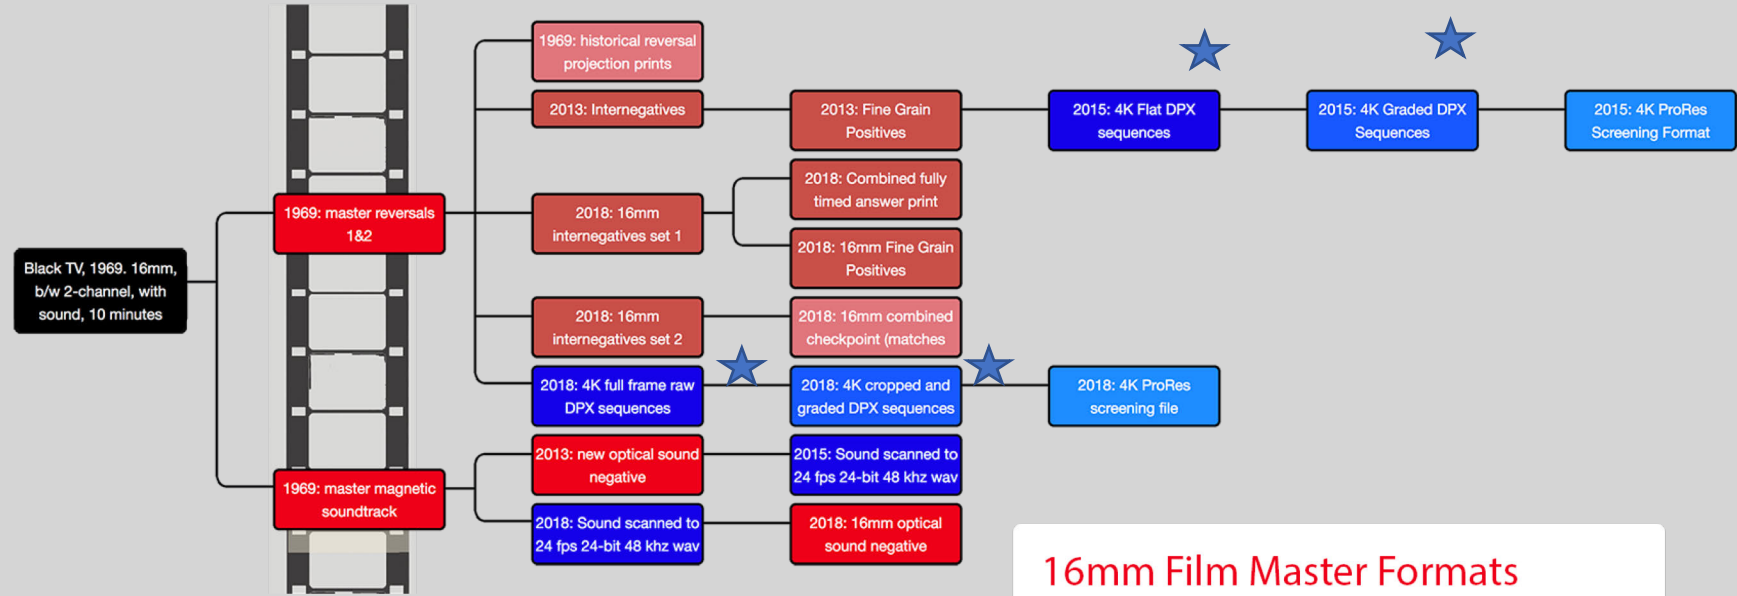 1969: historical reversal
projection prints
2013: Internegatives
2013: Fine Grain
Positives
2015: 4K Flat DPX
sequences
2015: 4K Graded DPX
Sequences
2015: 4K ProRes
Screening Format
2018: Combined fully
timed answer print
1969: master reversals
1&2
2018: 16mm
internegatives set 1
2018: 16mm Fine Grain
Positives
Black TV, 1969. 16mm,
b/w 2-channel, with
sound, 10 minutes
2018: 16mm
internegatives set 2
2018: 16mm combined
checkpoint (matches
2018: 4K full frame raw
DPX sequences
2018: 4K cropped and
graded DPX sequences
2018: 4K ProRes
screening file
1969: master magnetic
soundtrack
2013: new optical sound
negative
2015: Sound scanned to
24 fps 24-bit 48 khz wav
2018: Sound scanned to
24 fps 24-bit 48 khz wav
2018: 16mm optical
sound negative
16mm Film Master Formats